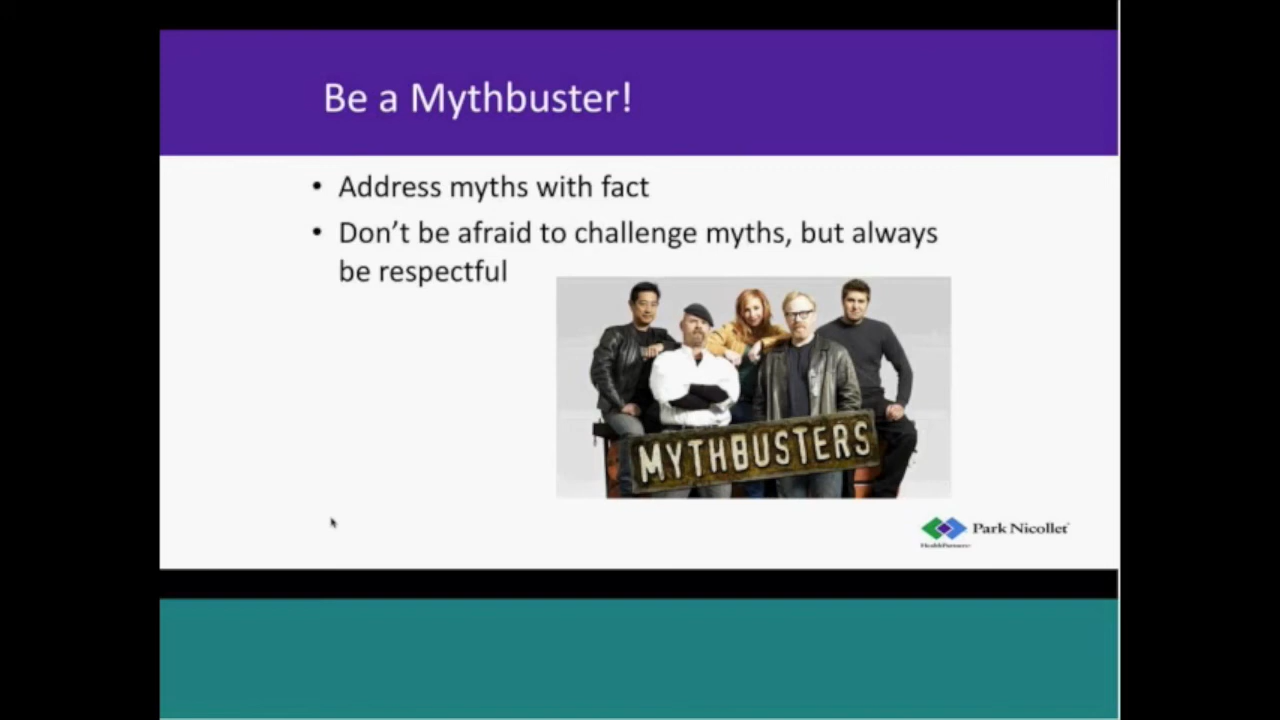 Be a Mythbuster!
• Address myths with fact
• Don’t be afraid to challenge myths, but always
be respectful
MYTHBUSTERS
Park Nicollet
HealthPartners